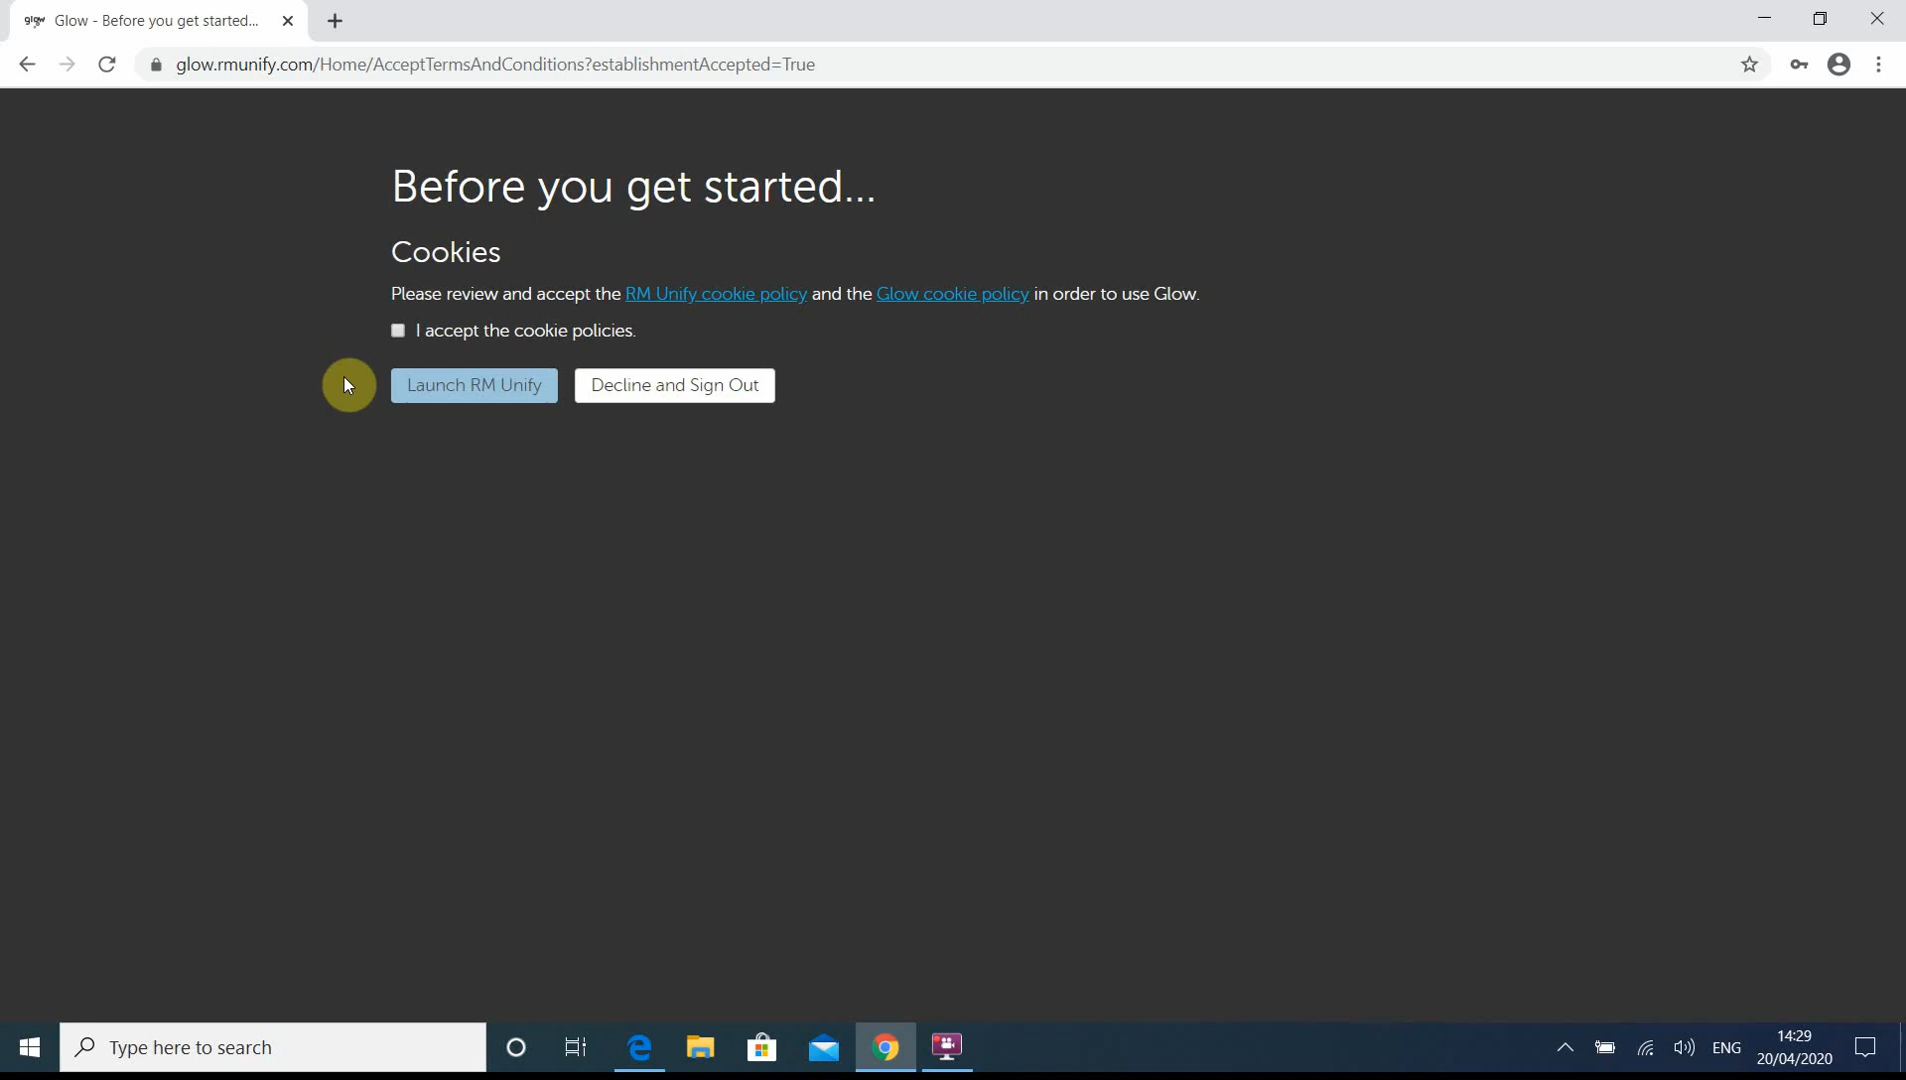 glow Glow - Before you get started...
glow.rmunify.com/Home/AcceptTermsAndConditions?establishmentAccepted=True
Before you get started...
Cookies
Please review and accept the RM Unify cookie policy and the Glow cookie policy in order to use Glow.
I accept the cookie policies.
Launch RM Unify Decline and Sign Out
Type here to search
ENG
14:29
20/04/2020